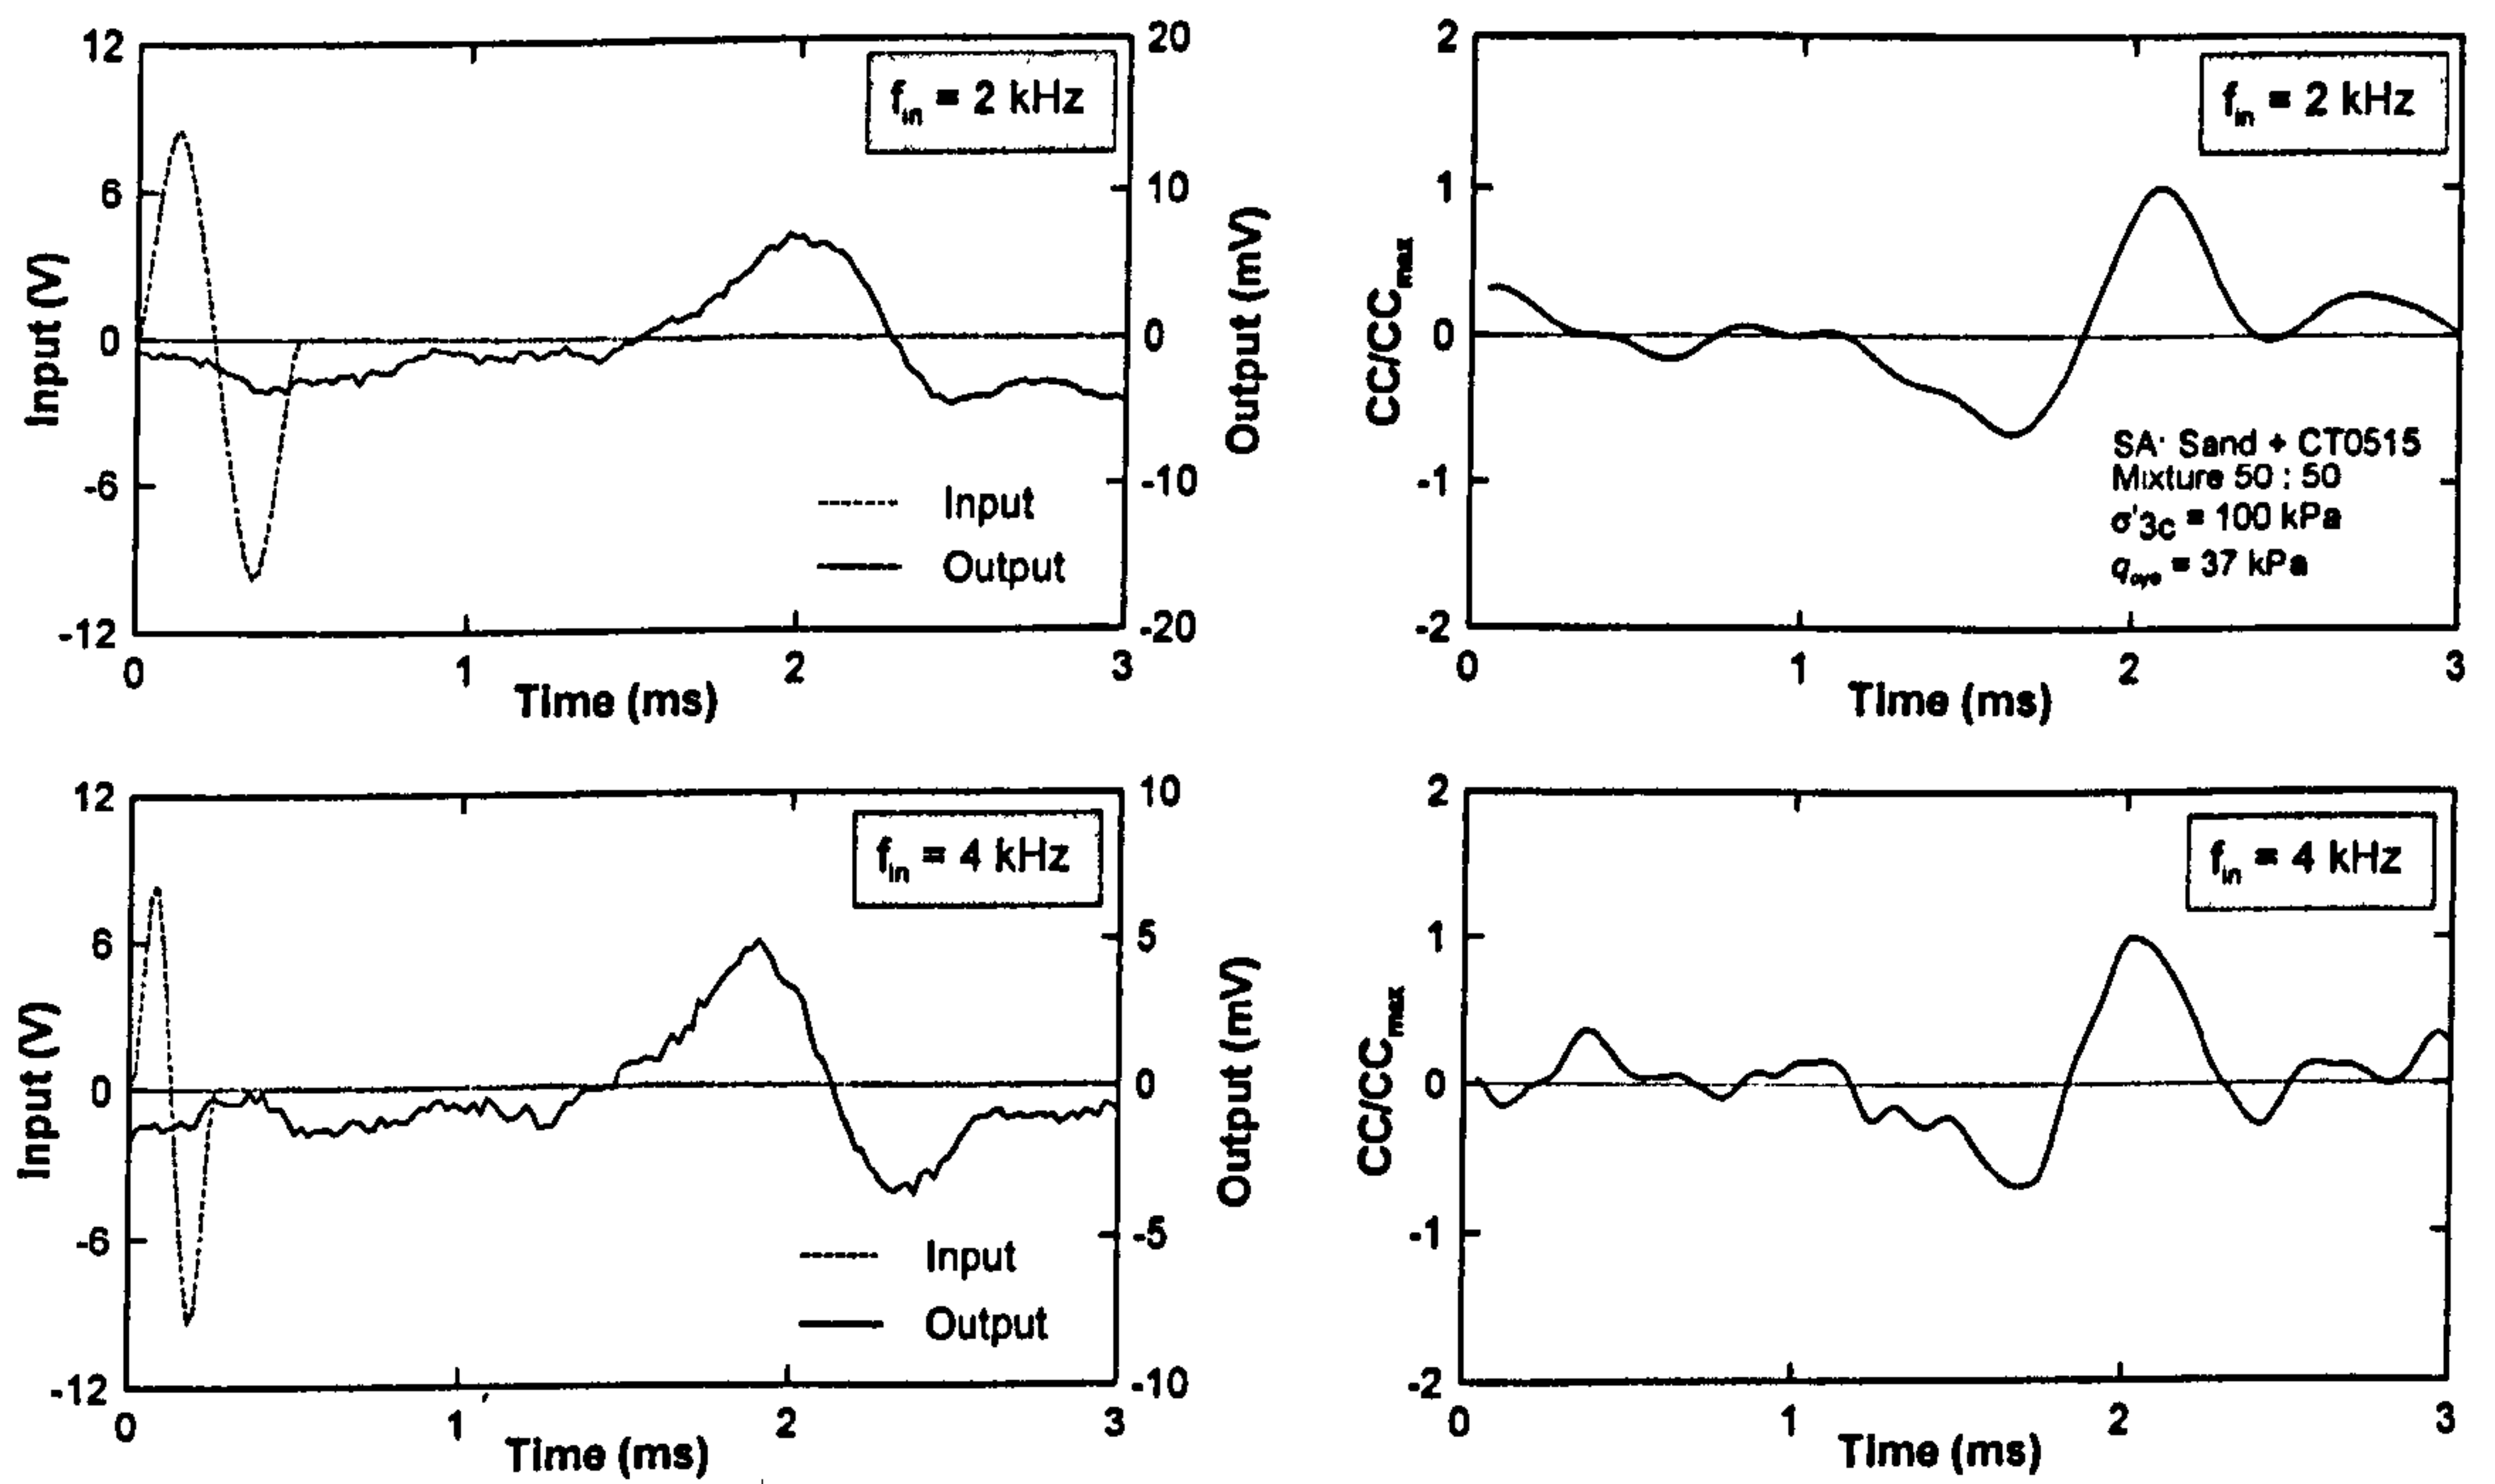 12
6
0
-6
-12
Input (V)
20
10
0
-10
-20
Output (mV)
f_in = 2 kHz
Input
Output
0 1 2 3
Time (ms)
2
1
0
-1
-2
CC/CC_max
f_in = 2 kHz
SA: Sand + CT0515
Mixture 50 : 50
σ'3c = 100 kPa
= 37 kPa
0 1 2 3
Time (ms)
12
6
0
-6
-12
Input (V)
10
5
0
-5
-10
Output (mV)
f_in = 4 kHz
Input
Output
0 1 2 3
Time (ms)
2
1
0
-1
-2
CC/CC_max
f_in = 4 kHz
0 1 2 3
Time (ms)